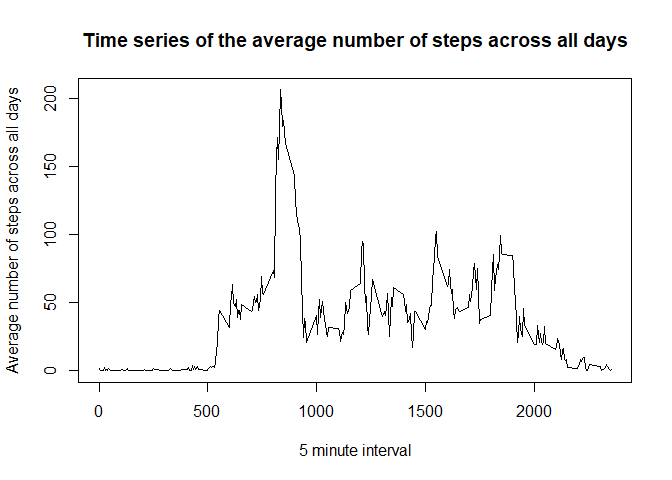 Time series of the average number of steps across all days
Average number of steps across all days
200
150
100
50
0
0 500 1000 1500 2000
5 minute interval